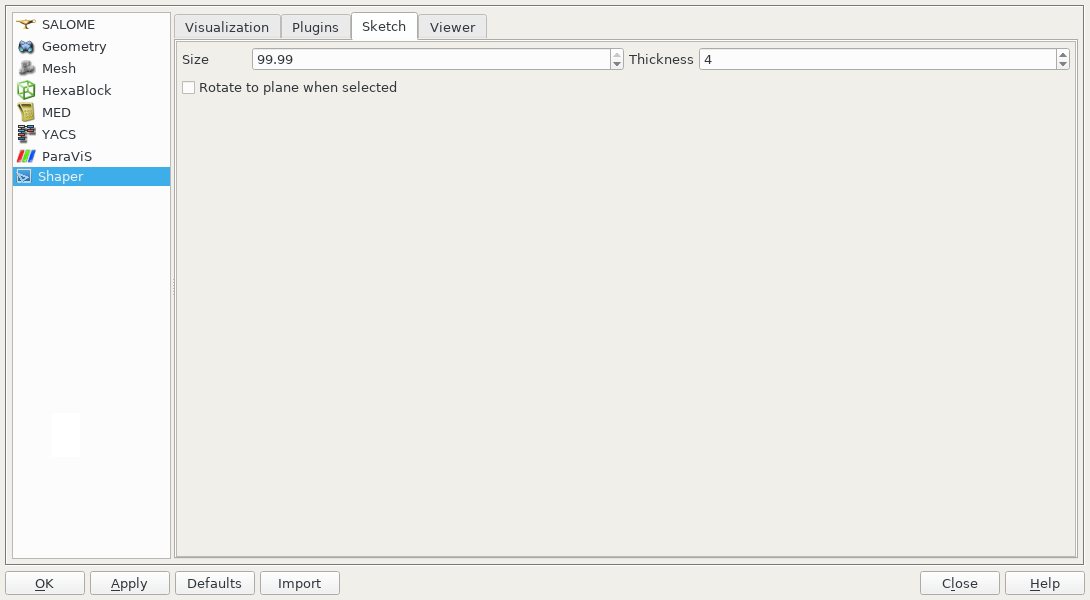 SALOME
Geometry
Mesh
HexaBlock
MED
YACS
ParaViS
Shaper
Visualization Plugins Sketch Viewer
Size 99.99 Thickness 4
Rotate to plane when selected
OK Apply Defaults Import Close Help